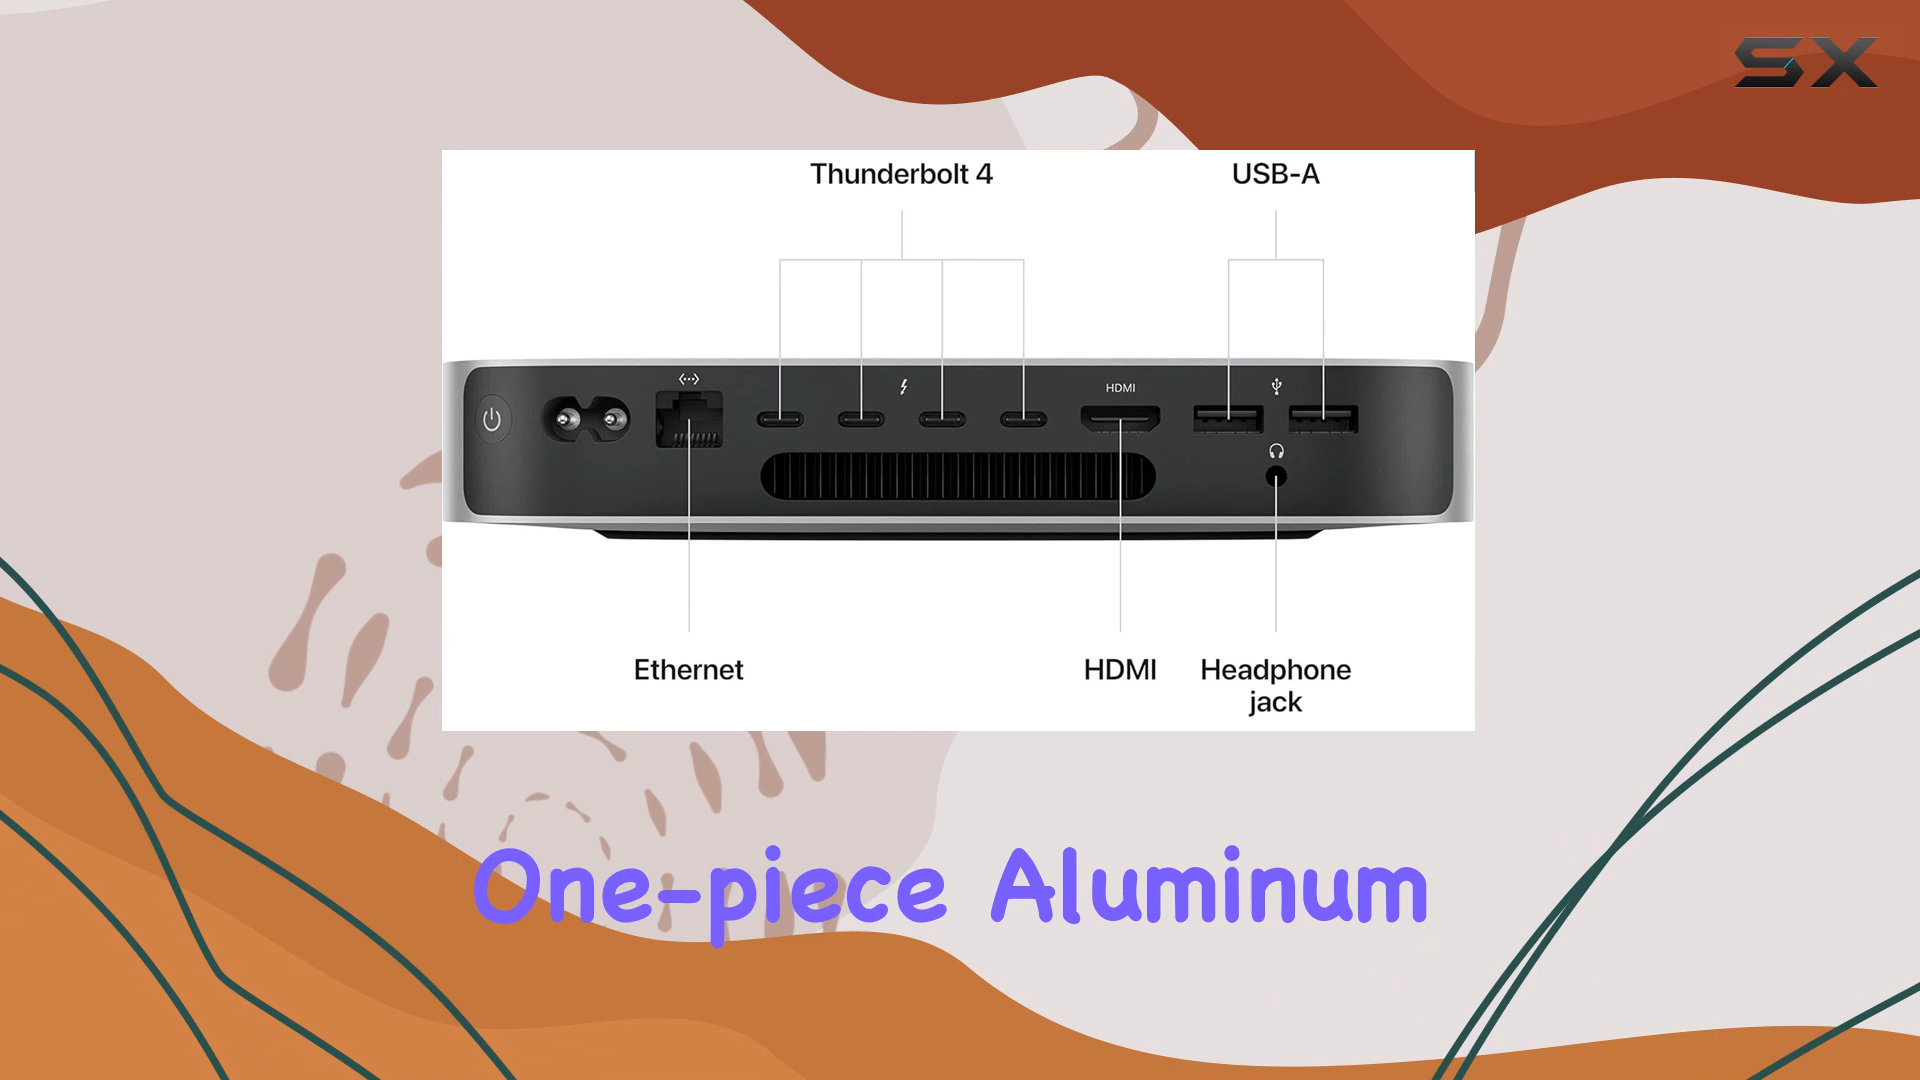 SX
Thunderbolt 4
USB-A
HDMI
Ethernet
HDMI
Headphone
jack
One-piece Aluminum